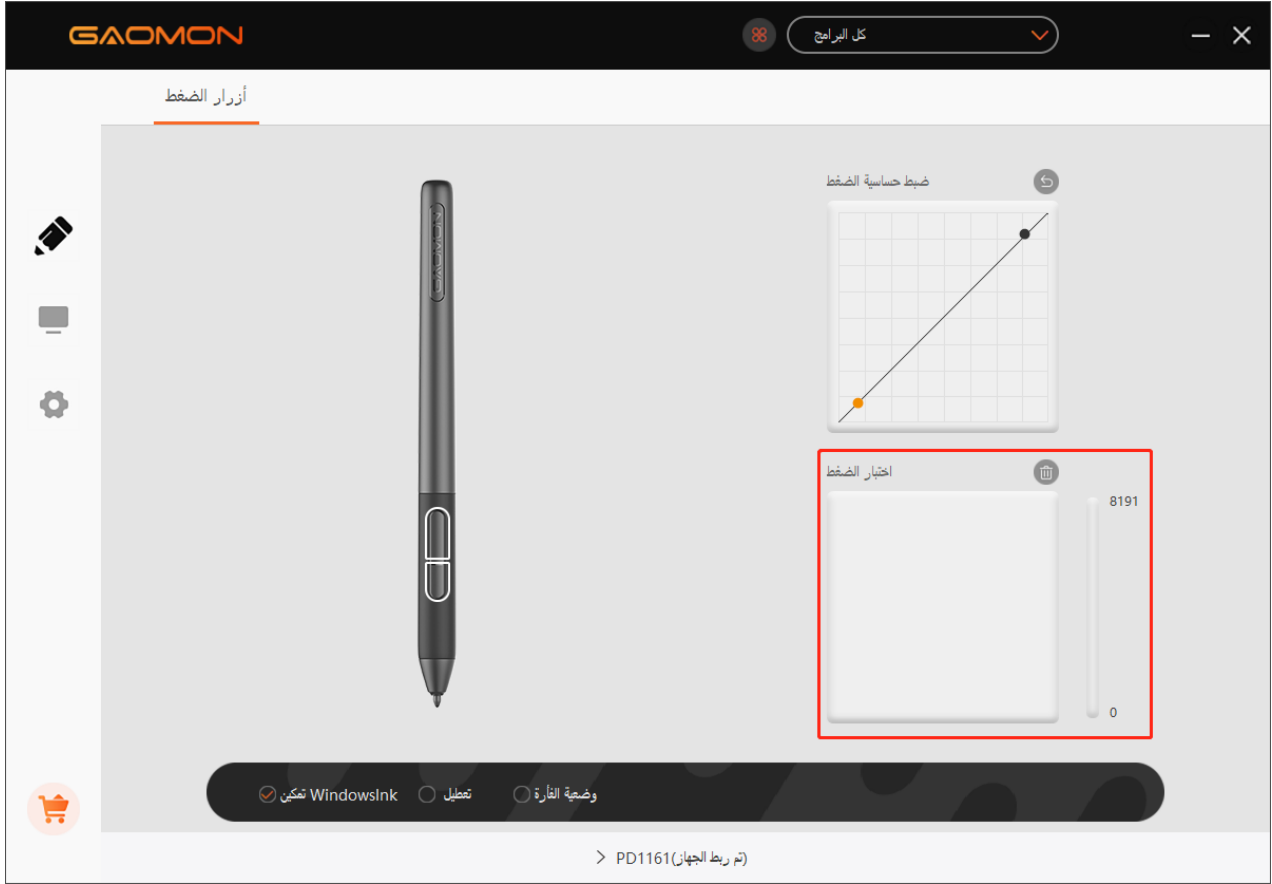 GAOMON
كل البرامج
أزرار الضغط
ضبط حساسية الضغط
GAOMON
اختبار الضغط
8191
0
تمكين WindowsInk
تعطيل
وضعية الفأرة
PD1161(تم ربط الجهاز)